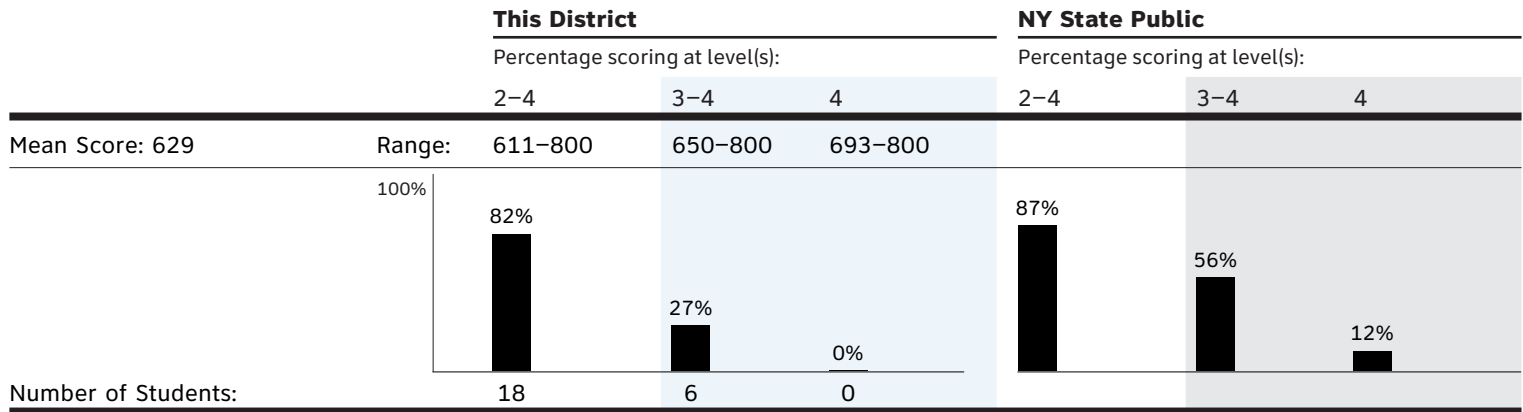 This District NY State Public
Percentage scoring at level(s): Percentage scoring at level(s):
2–4 3–4 4 2–4 3–4 4
Mean Score: 629 Range: 611–800 650–800 693–800
100%
82% 27% 0% 87% 56% 12%
Number of Students: 18 6 0